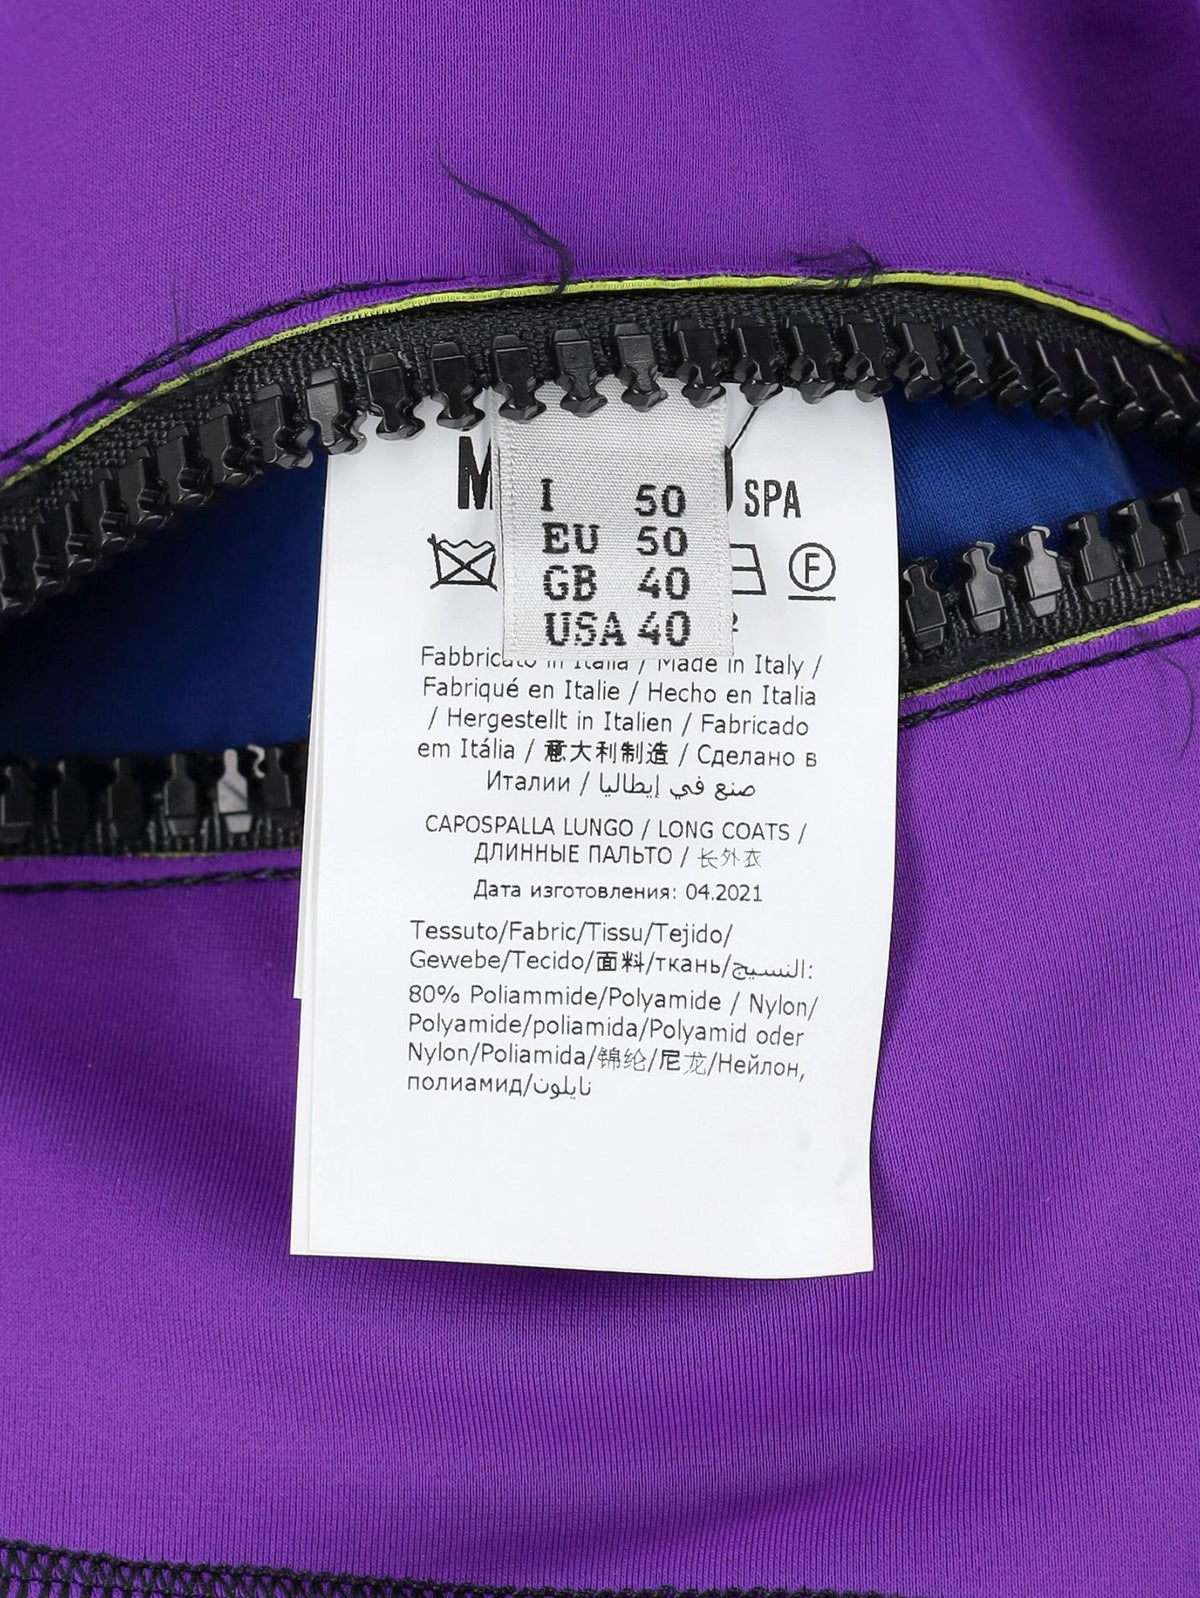 SPA
I 50
EU 50
GB 40
USA 40
F
Fabbricato in Italia / Made in Italy /
Fabriqué en Italie / Hecho en Italia
/ Hergestellt in Italien / Fabricado
em Itália / 意大利制造 / Сделано в
Италии / صنع في إيطاليا
CAPOSPALLA LUNGO / LONG COATS /
ДЛИННЫЕ ПАЛЬТО / 长外衣
Дата изготовления: 04.2021
Tessuto/Fabric/Tissu/Tejido/
Gewebe/Tecido/面料/ткань/النسيج:
80% Poliammide/Polyamide / Nylon/
Polyamide/poliamida/Polyamid oder
Nylon/Poliamida/锦纶/尼龙/Нейлон,
полиамид/نايلون